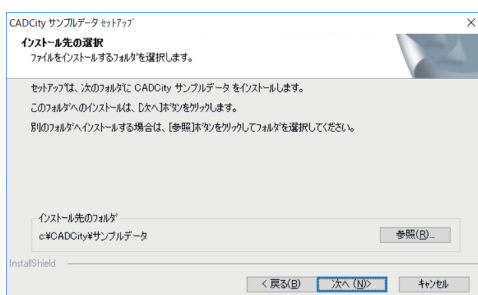 CADCity サンプルデータ セットアップ
インストール先の選択
ファイルをインストールするフォルダを選択します。
セットアップは、次のフォルダに CADCity サンプルデータ をインストールします。
このフォルダへのインストールは、[次へ]ボタンをクリックします。
別のフォルダへインストールする場合は、[参照]ボタンをクリックしてフォルダを選択してください。
インストール先のフォルダ
c:¥CADCity¥サンプルデータ
参照(R)...
InstallShield
< 戻る(B)
次へ (N)>
キャンセル